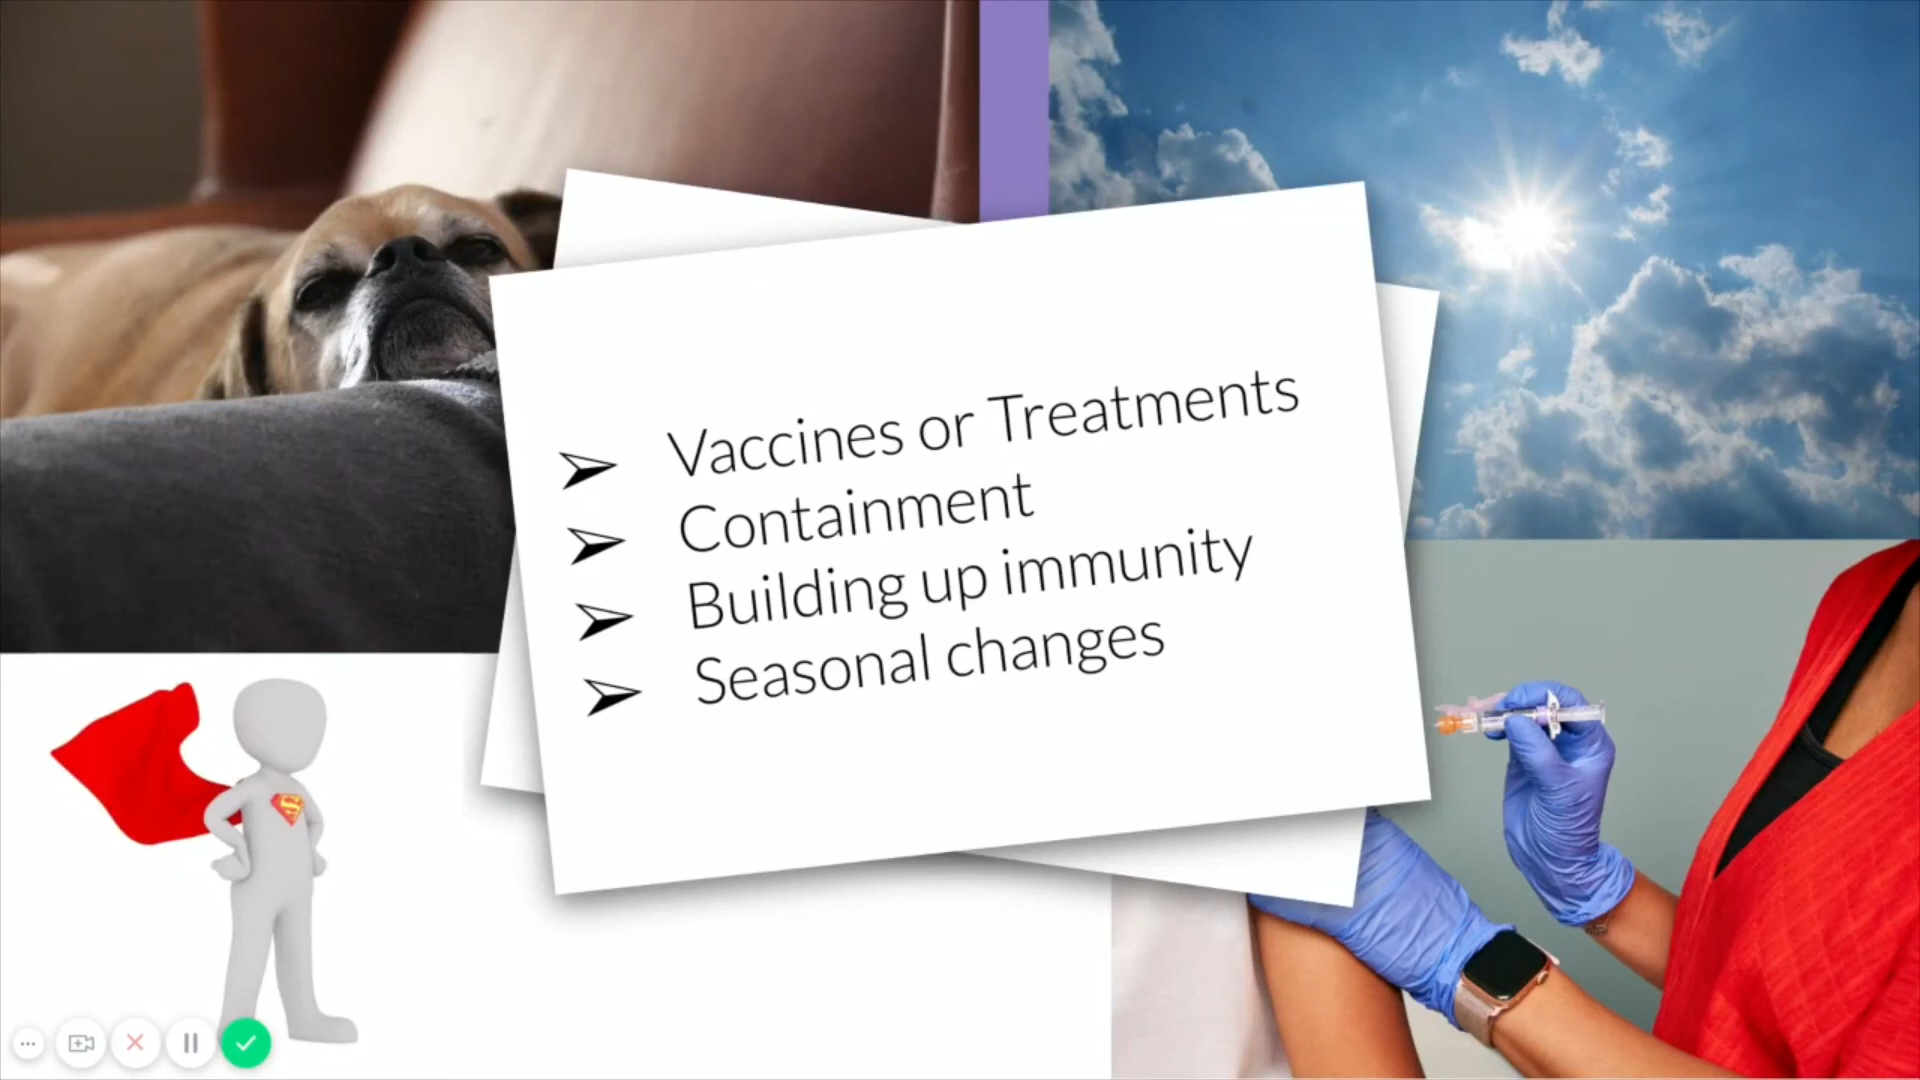 Vaccines or Treatments
Containment
Building up immunity
Seasonal changes
S